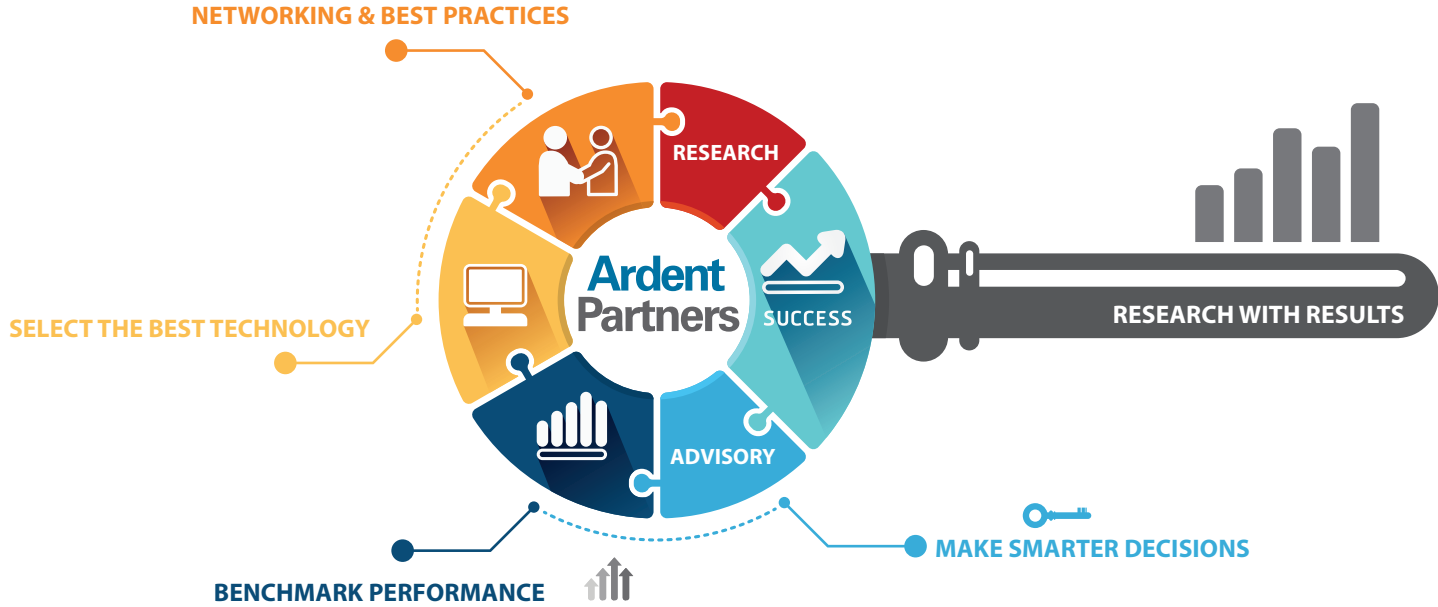 NETWORKING & BEST PRACTICES
RESEARCH
Ardent
Partners
SUCCESS
RESEARCH WITH RESULTS
SELECT THE BEST TECHNOLOGY
ADVISORY
MAKE SMARTER DECISIONS
BENCHMARK PERFORMANCE